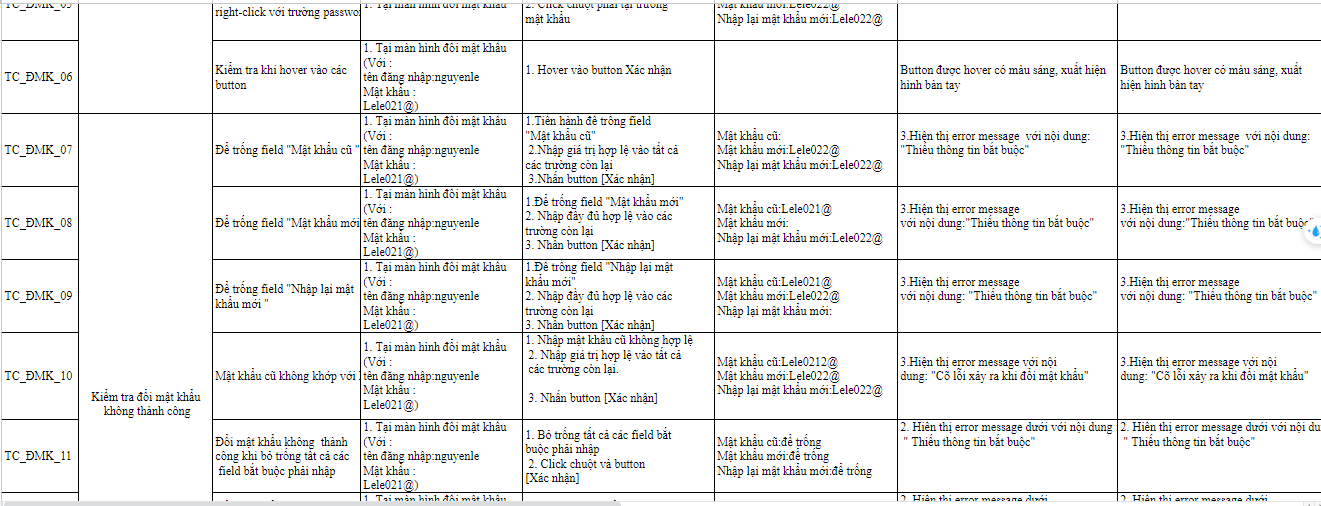 TC_ĐMK_05
right-click với trường passwo
1. Tại màn hình đổi mật khẩu
2. Click chuột phải tại trường
mật khẩu
Mật khẩu mới:Lele022@
Nhập lại mật khẩu mới:Lele022@
TC_ĐMK_06
Kiểm tra khi hover vào các
button
1. Tại màn hình đổi mật khẩu
(Với :
tên đăng nhập:nguyenle
Mật khẩu :
Lele021@)
1. Hover vào button Xác nhận
Button được hover có màu sáng, xuất hiện
hình bàn tay
Button được hover có màu sáng, xuất
hiện hình bàn tay
Kiểm tra đổi mật khẩu
không thành công
TC_ĐMK_07
Để trống field "Mật khẩu cũ "
1. Tại màn hình đổi mật khẩu
(Với :
tên đăng nhập:nguyenle
Mật khẩu :
Lele021@)
1.Tiến hành để trống field
"Mật khẩu cũ"
2.Nhập giá trị hợp lệ vào tất cả
các trường còn lại
3.Nhấn button [Xác nhận]
Mật khẩu cũ:
Mật khẩu mới:Lele022@
Nhập lại mật khẩu mới:Lele022@
3.Hiện thị error message  với nội dung:
"Thiếu thông tin bắt buộc"
3.Hiện thị error message  với nội dung:
"Thiếu thông tin bắt buộc"
TC_ĐMK_08
Để trống field "Mật khẩu mới
1. Tại màn hình đổi mật khẩu
(Với :
tên đăng nhập:nguyenle
Mật khẩu :
Lele021@)
1.Để trống field "Mật khẩu mới"
2. Nhập đầy đủ hợp lệ vào các
trường còn lại
3. Nhấn button [Xác nhận]
Mật khẩu cũ:Lele021@
Mật khẩu mới:
Nhập lại mật khẩu mới:Lele022@
3.Hiện thị error message
với nội dung:"Thiếu thông tin bắt buộc"
3.Hiện thị error message
với nội dung:"Thiếu thông tin bắt buộc"
TC_ĐMK_09
Để trống field "Nhập lại mật
khẩu mới "
1. Tại màn hình đổi mật khẩu
(Với :
tên đăng nhập:nguyenle
Mật khẩu :
Lele021@)
1.Để trống field "Nhập lại mật
khẩu mới"
2. Nhập đầy đủ hợp lệ vào các
trường còn lại
3. Nhấn button [Xác nhận]
Mật khẩu cũ:Lele021@
Mật khẩu mới:Lele022@
Nhập lại mật khẩu mới:
3.Hiện thị error message
với nội dung: "Thiếu thông tin bắt buộc"
3.Hiện thị error message
với nội dung: "Thiếu thông tin bắt buộc"
TC_ĐMK_10
Mật khẩu cũ không khớp với
1. Tại màn hình đổi mật khẩu
(Với :
tên đăng nhập:nguyenle
Mật khẩu :
Lele021@)
1. Nhập mật khẩu cũ không hợp lệ
2. Nhập giá trị hợp lệ vào tất cả
các trường còn lại.
3. Nhấn button [Xác nhận]
Mật khẩu cũ:Lele0212@
Mật khẩu mới:Lele022@
Nhập lại mật khẩu mới:Lele022@
3.Hiện thị error message với nội
dung: "Cõ lỗi xảy ra khi đổi mật khẩu"
3.Hiện thị error message với nội
dung: "Cõ lỗi xảy ra khi đổi mật khẩu"
TC_ĐMK_11
Đổi mật khẩu không  thành
công khi bỏ trống tất cả các
field bắt buộc phải nhập
1. Tại màn hình đổi mật khẩu
(Với :
tên đăng nhập:nguyenle
Mật khẩu :
Lele021@)
1. Bỏ trống tất cả các field bắt
buộc phải nhập
2. Click chuột và button
[Xác nhận]
Mật khẩu cũ:để trống
Mật khẩu mới:để trống
Nhập lại mật khẩu mới:để trống
2. Hiện thị error message dưới với nội dung :
" Thiếu thông tin bắt buộc"
2. Hiện thị error message dưới với nội du
" Thiếu thông tin bắt buộc"
1. Tại màn hình đổi mật khẩu
2. Hiện thị error message dưới
2. Hiện thị error message dưới